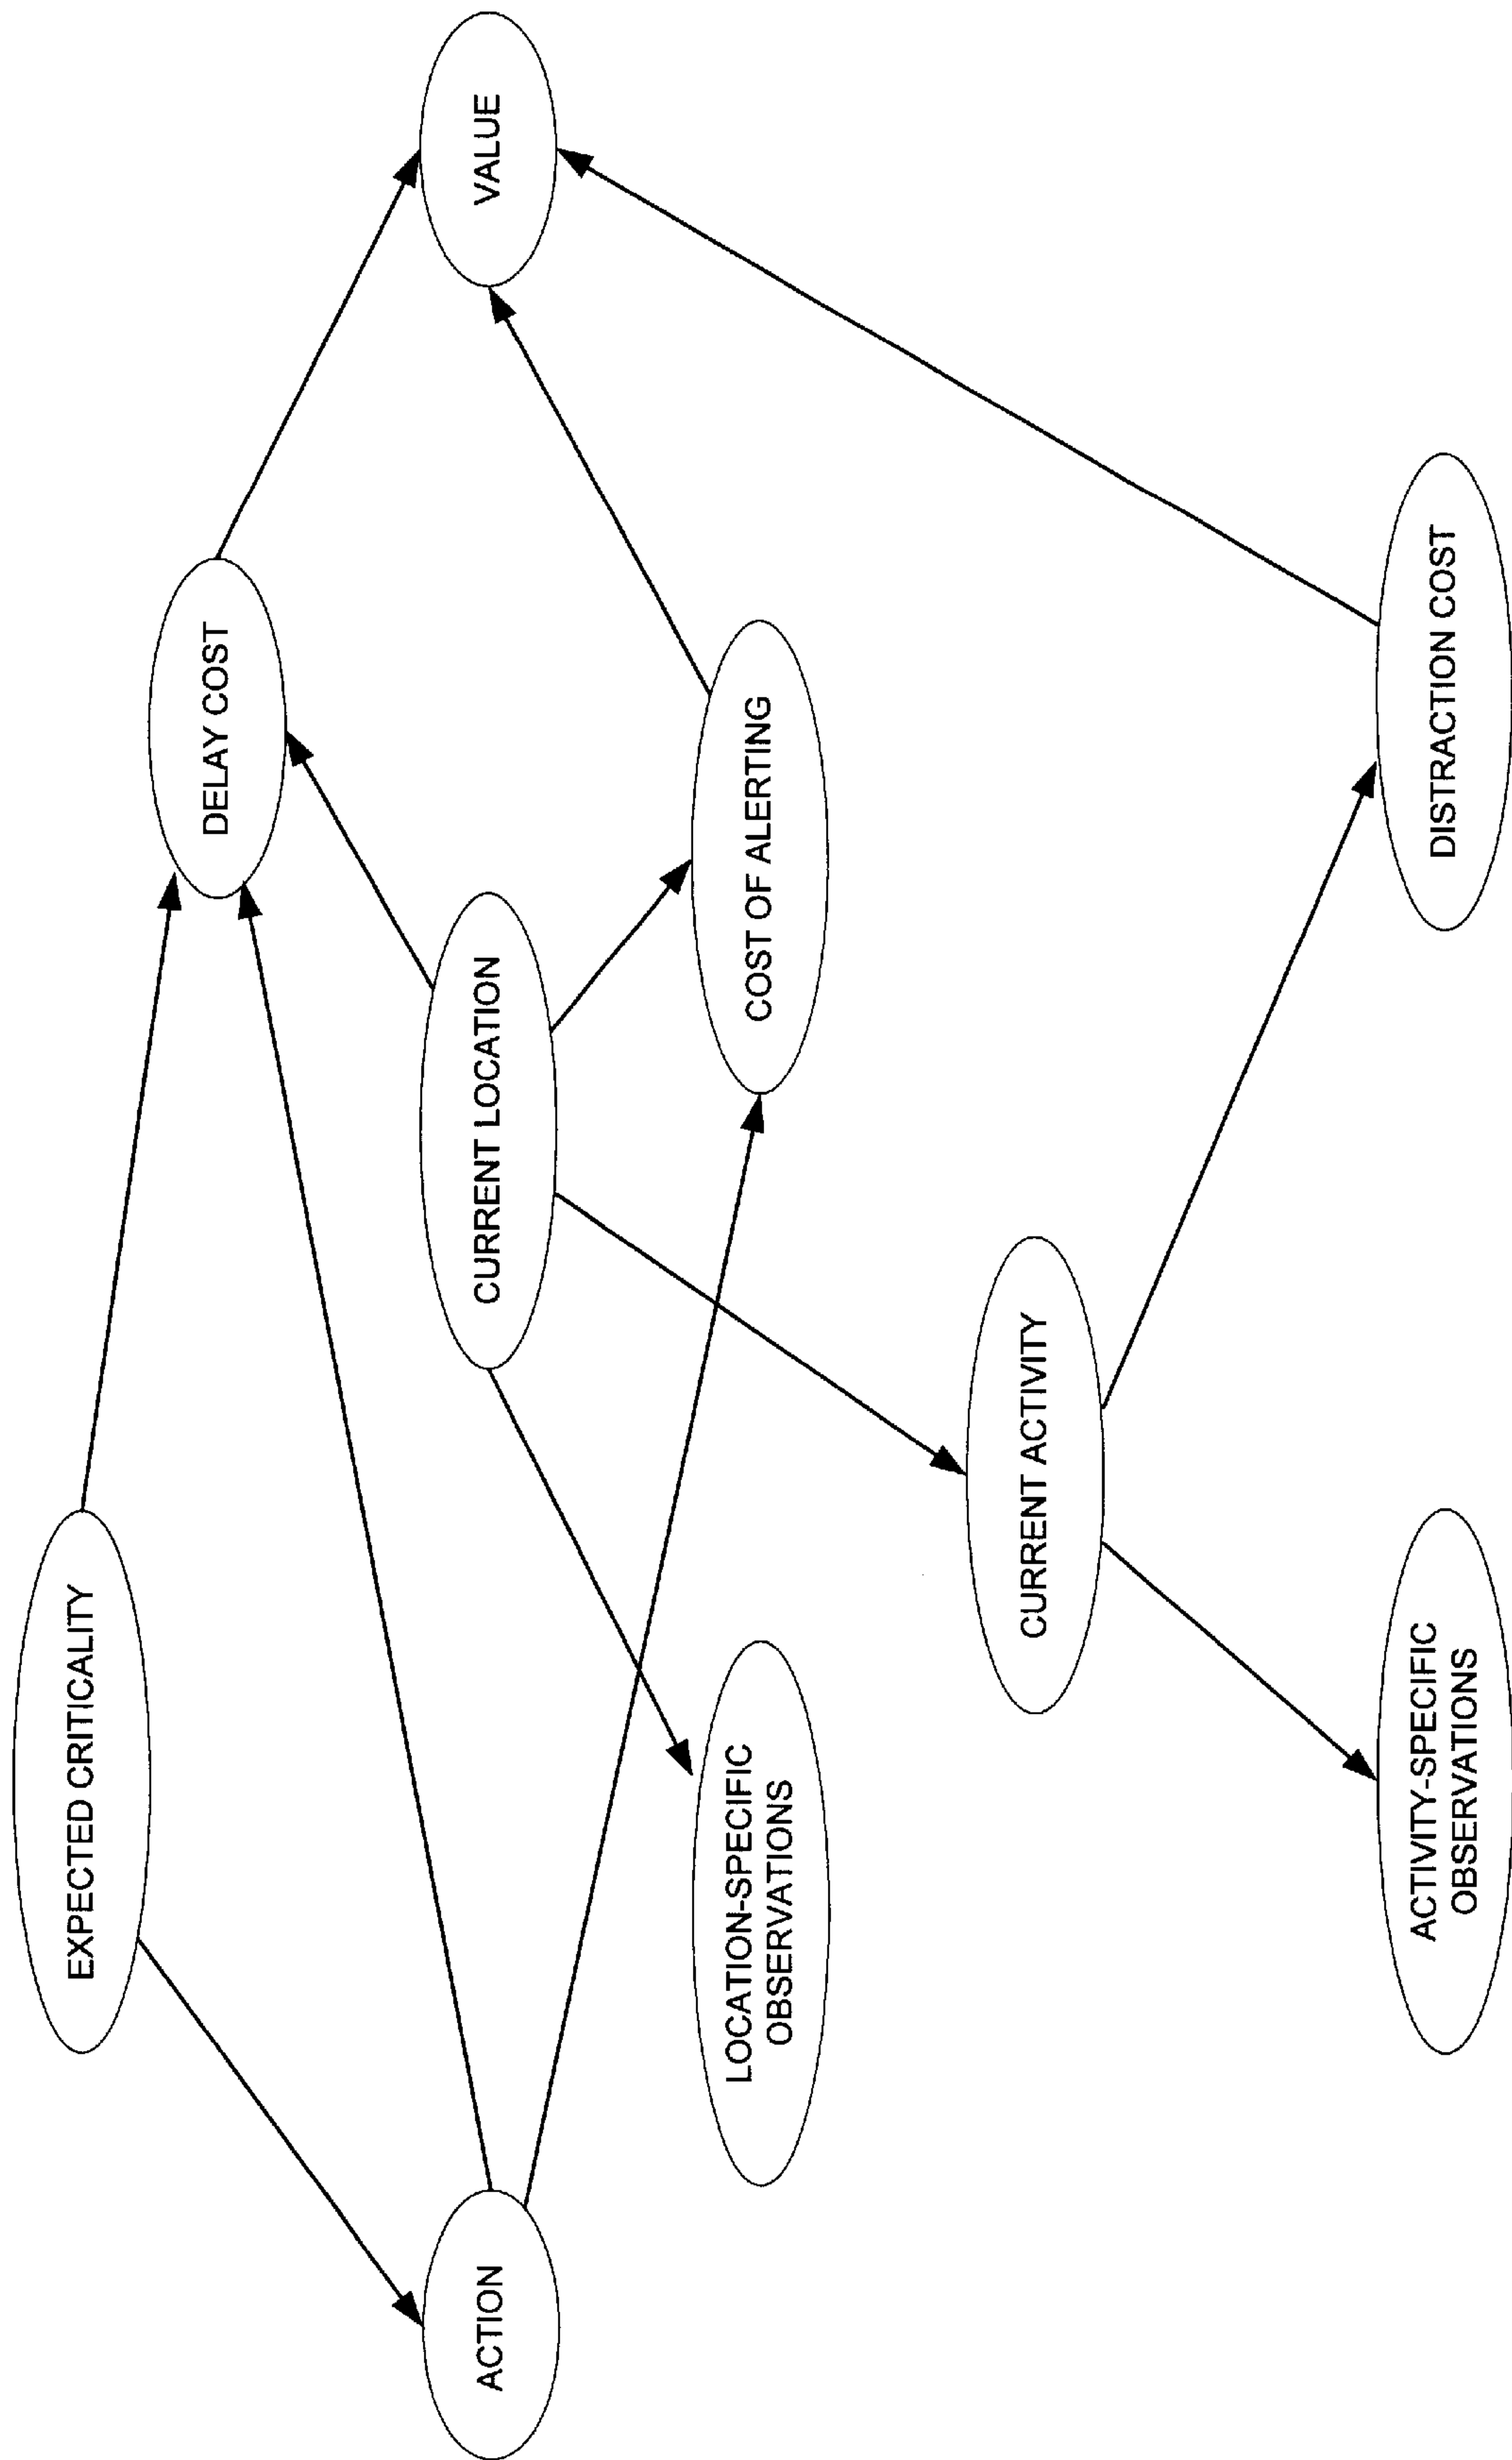 EXPECTED CRITICALITY
DELAY COST
ACTION
CURRENT LOCATION
VALUE
LOCATION-SPECIFIC
OBSERVATIONS
COST OF ALERTING
CURRENT ACTIVITY
ACTIVITY-SPECIFIC
OBSERVATIONS
DISTRACTION COST